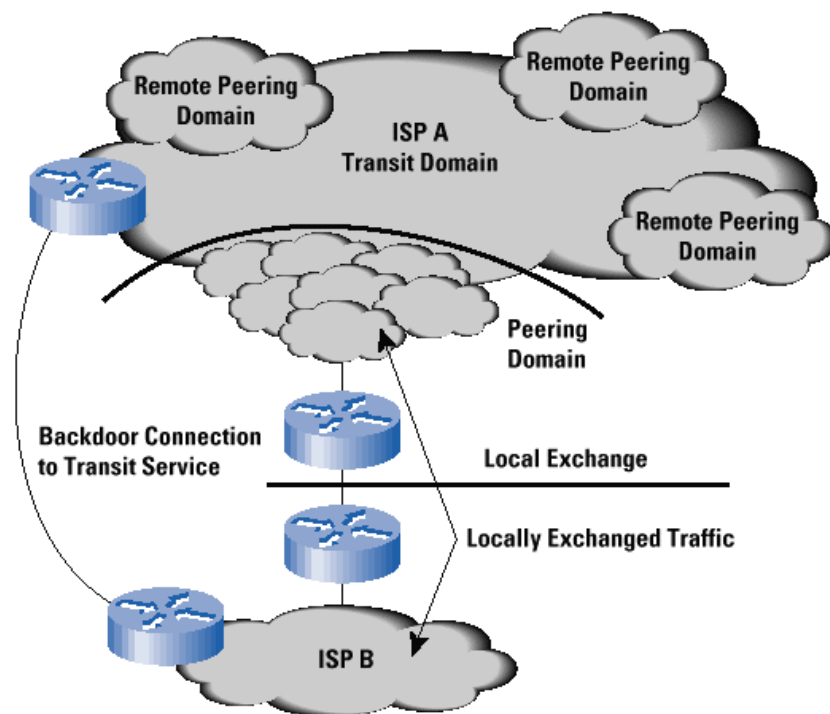 Remote Peering
Domain
Remote Peering
Domain
ISP A
Transit Domain
Remote Peering
Domain
Peering
Domain
Backdoor Connection
to Transit Service
Local Exchange
Locally Exchanged Traffic
ISP B